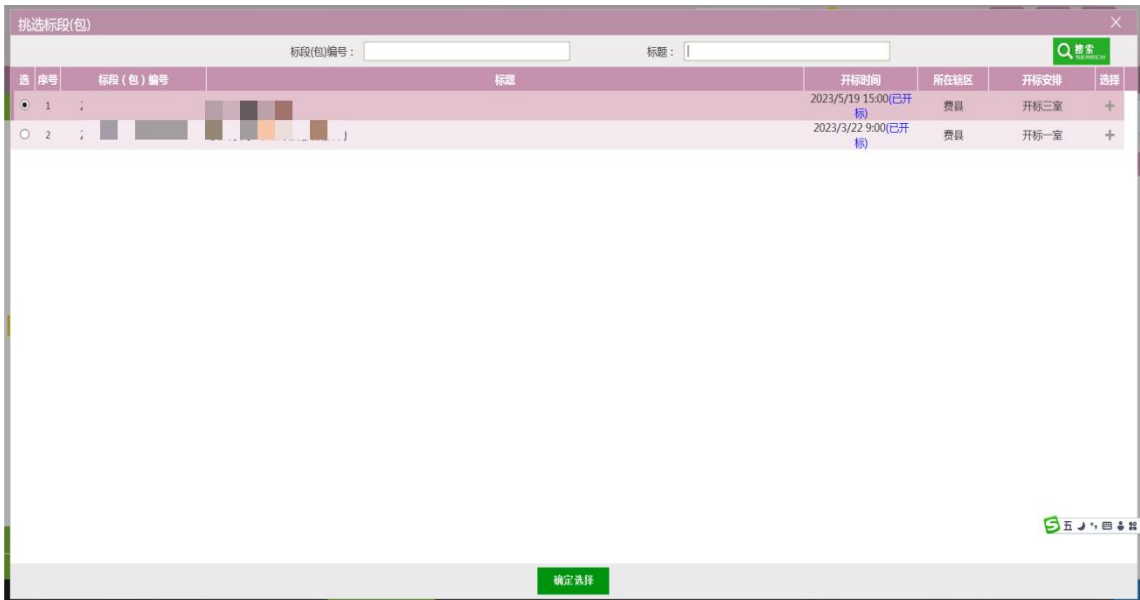 挑选标段(包)
标段(包)编号： 标题： 搜索 SEARCH
选 序号 标段（包）编号 标题 开标时间 所在辖区 开标安排 选择
1 2023/5/19 15:00(已开标) 费县 开标三室 +
2 ) 2023/3/22 9:00(已开标) 费县 开标一室 +
五
确定选择